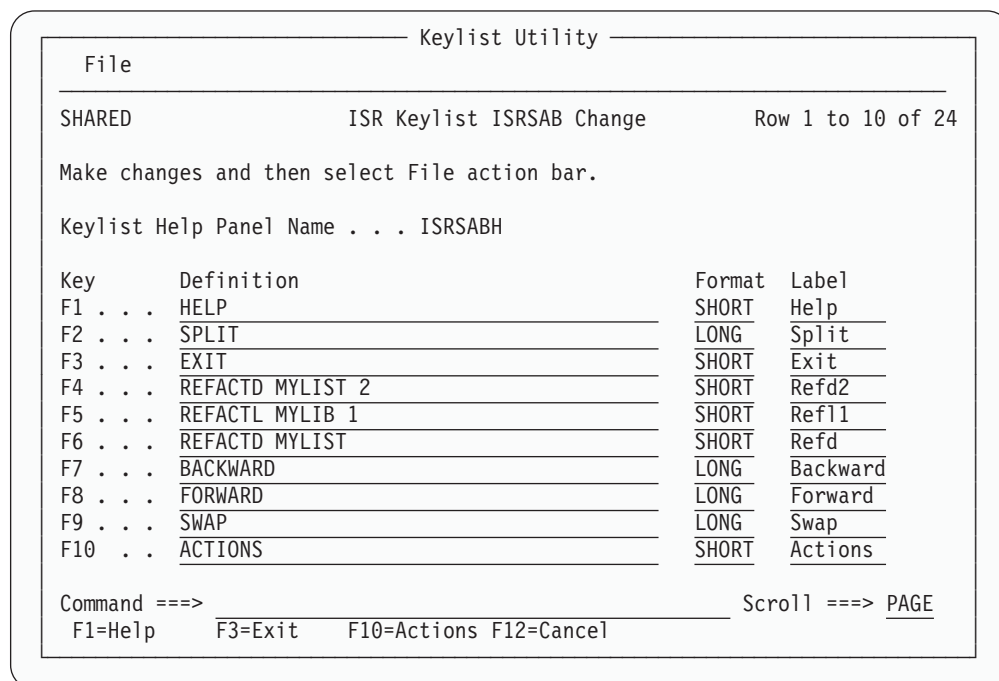 Keylist Utility
File
SHARED ISR Keylist ISRSAB Change Row 1 to 10 of 24
Make changes and then select File action bar.
Keylist Help Panel Name . . . ISRSABH
Key Definition Format Label
F1 . . . HELP SHORT Help
F2 . . . SPLIT LONG Split
F3 . . . EXIT SHORT Exit
F4 . . . REFACTD MYLIST 2 SHORT Refd2
F5 . . . REFACTL MYLIB 1 SHORT Refl1
F6 . . . REFACTD MYLIST SHORT Refd
F7 . . . BACKWARD LONG Backward
F8 . . . FORWARD LONG Forward
F9 . . . SWAP LONG Swap
F10 . . ACTIONS SHORT Actions
Command ===> Scroll ===> PAGE
F1=Help F3=Exit F10=Actions F12=Cancel